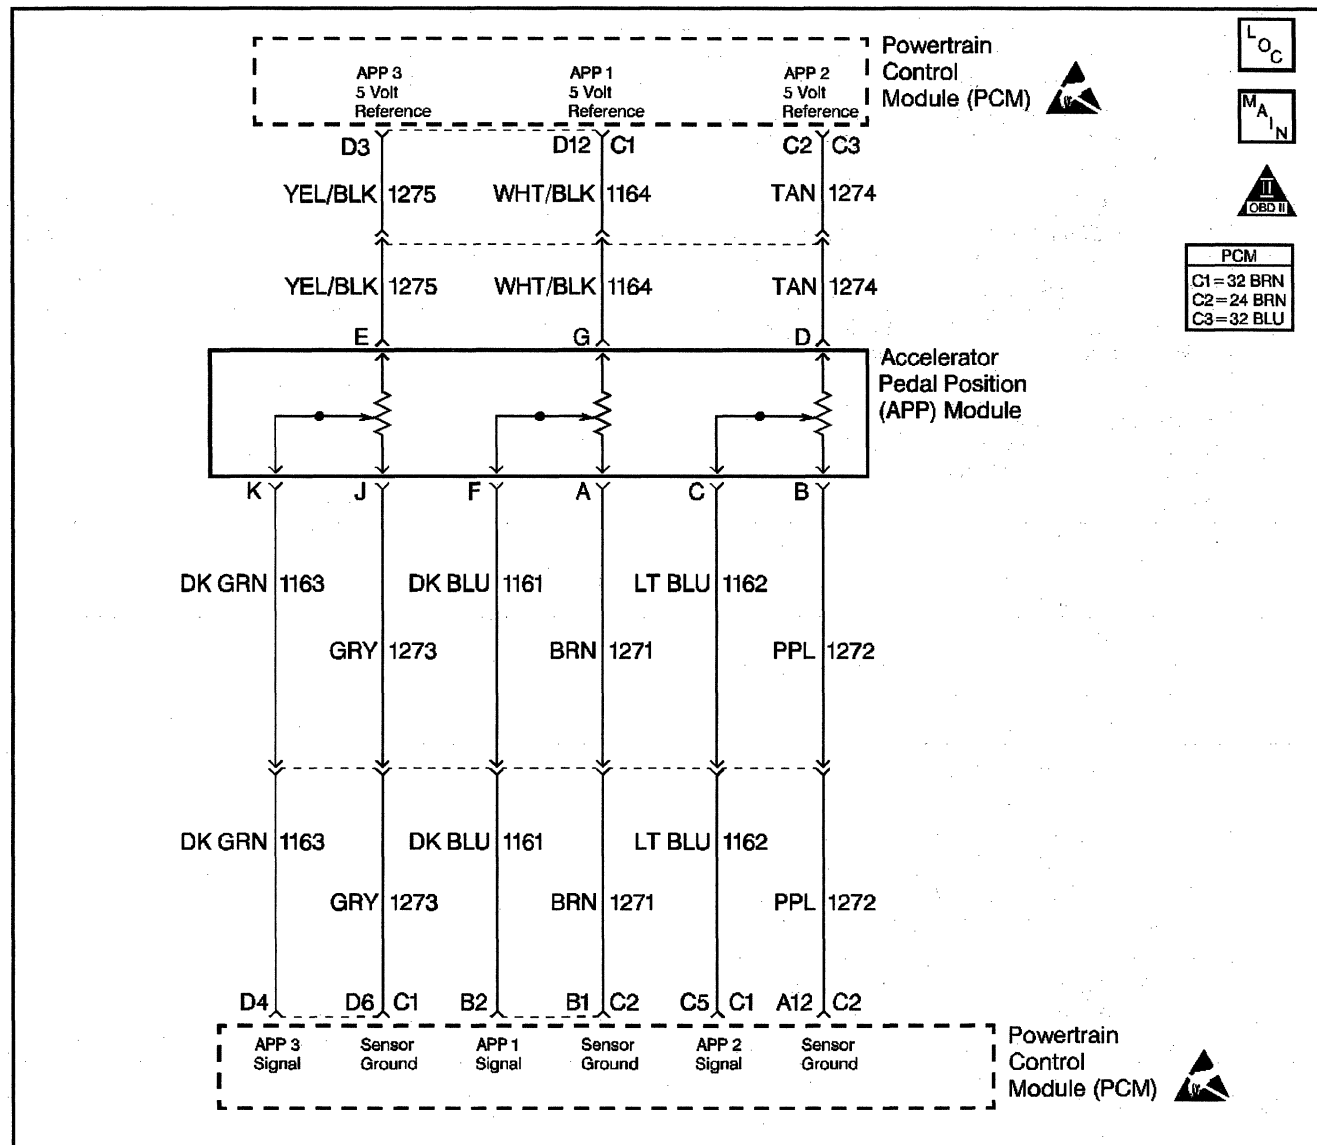 APP 3
5 Volt
Reference
APP 1
5 Volt
Reference
APP 2
5 Volt
Reference
Powertrain
Control
Module (PCM)
LOC
MAIN
II
OBD II
D3
D12 C1
C2 C3
YEL/BLK 1275
WHT/BLK 1164
TAN 1274
YEL/BLK 1275
WHT/BLK 1164
TAN 1274
PCM
C1=32 BRN
C2=24 BRN
C3=32 BLU
E
G
D
Accelerator
Pedal Position
(APP) Module
K
J
F
A
C
B
DK GRN 1163
DK BLU 1161
LT BLU 1162
GRY 1273
BRN 1271
PPL 1272
DK GRN 1163
DK BLU 1161
LT BLU 1162
GRY 1273
BRN 1271
PPL 1272
D4
D6 C1
B2
B1 C2
C5 C1
A12 C2
APP 3
Signal
Sensor
Ground
APP 1
Signal
Sensor
Ground
APP 2
Signal
Sensor
Ground
Powertrain
Control
Module (PCM)